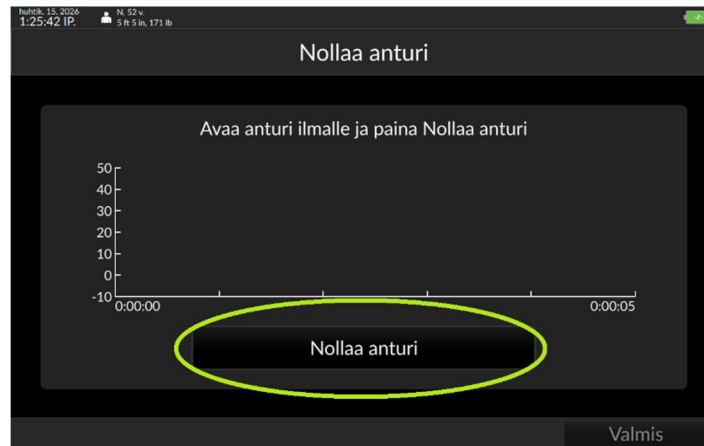 huhtik. 15, 2026
1:25:42 IP.
N, 52 v.
5 ft 5 in, 171 lb
Nollaa anturi
Avaa anturi ilmalle ja paina Nollaa anturi
50
40
30
20
10
0
-10
0:00:00
0:00:05
Nollaa anturi
Valmis